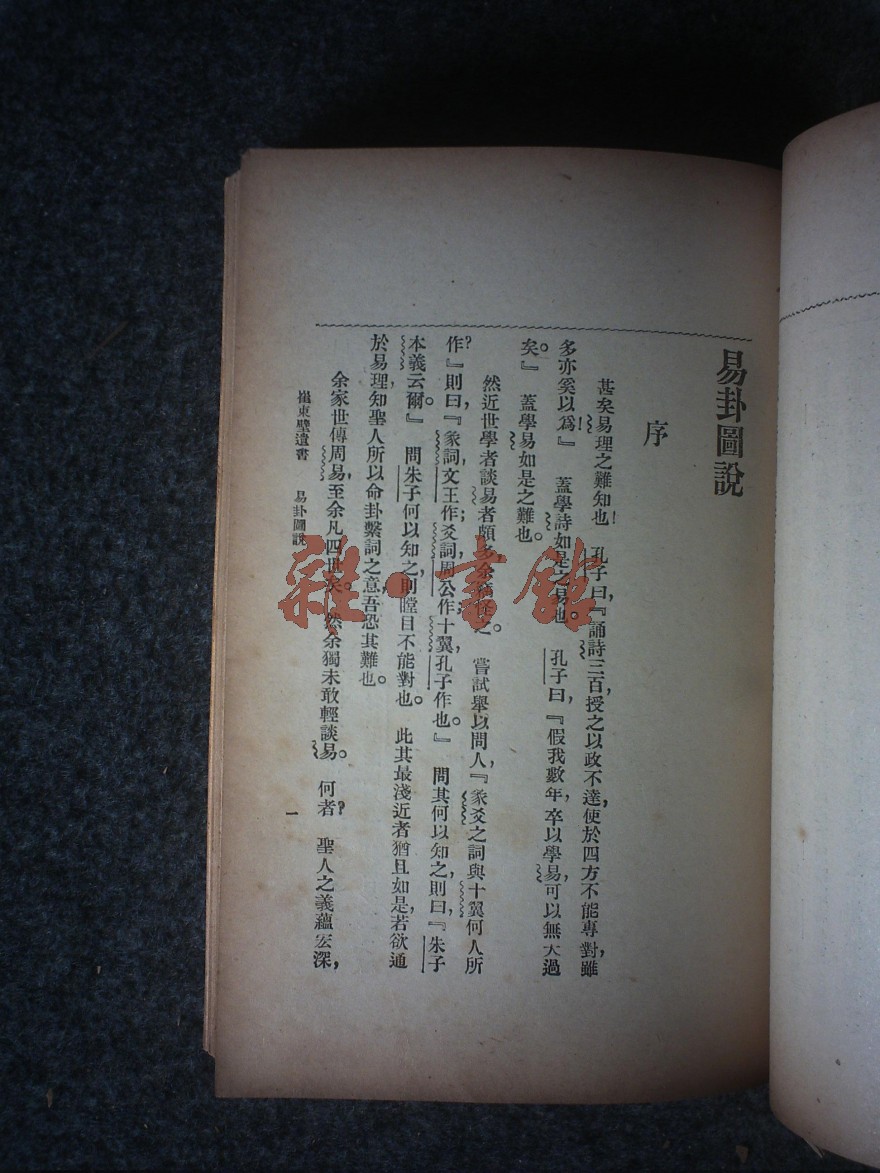 易卦圖說
序
甚矣易理之難知也！ 孔子曰，『誦詩三百，授之以政不達，使於四方不能專對，雖
多亦奚以為！』 蓋學詩如是之易也。 孔子曰，『假我數年，卒以學易，可以無大過
矣。』 蓋學易如是之難也。
然近世學者談易者頗多，余竊怪之。 嘗試舉以問人，『彖爻之詞與十翼何人所
作？』則曰，『彖詞文王作；爻詞周公作；十翼，孔子作也。』 問其何以知之，則曰，『朱子
本義云爾。』 問朱子何以知之，則瞠目不能對也。 此其最淺近者猶且如是，若欲通
於易理，知聖人所以命卦繫詞之意，吾恐其難也。
余家世傳周易，至余凡四世矣。 然余獨未敢輕談易。 何者？ 聖人之義蘊宏深，
崔東壁遺書 易卦圖說 一
雜·書館